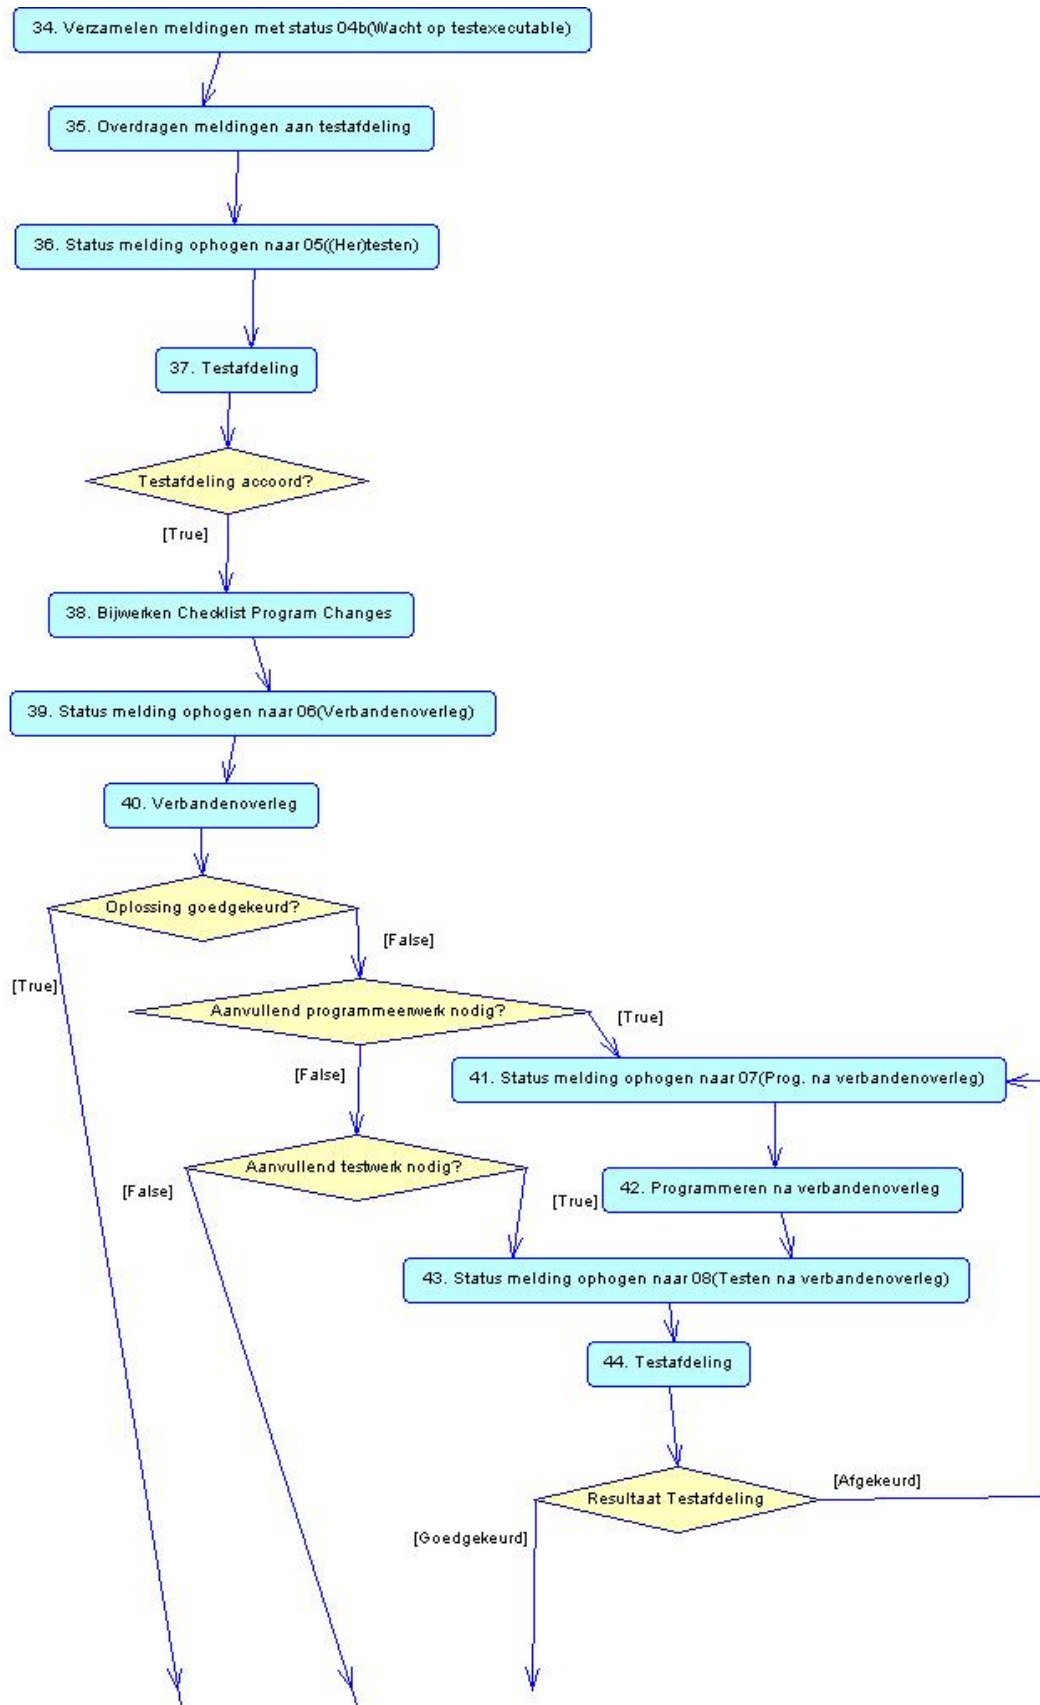 34. Verzamelen meldingen met status 04b(Wacht op testexecutable)
35. Overdragen meldingen aan testafdeling
36. Status melding ophogen naar 05((Her)testen)
37. Testafdeling
Testafdeling accoord?
[True]
38. Bijwerken Checklist Program Changes
39. Status melding ophogen naar 06(Verbandenoverleg)
40. Verbandenoverleg
Oplossing goedgekeurd?
[False]
[True]
Aanvullend programmeerwerk nodig?
[True]
[False]
41. Status melding ophogen naar 07(Prog. na verbandenoverleg)
Aanvullend testwerk nodig?
[False]
[True]
42. Programmeren na verbandenoverleg
43. Status melding ophogen naar 08(Testen na verbandenoverleg)
44. Testafdeling
Resultaat Testafdeling
[Afgekeurd]
[Goedgekeurd]